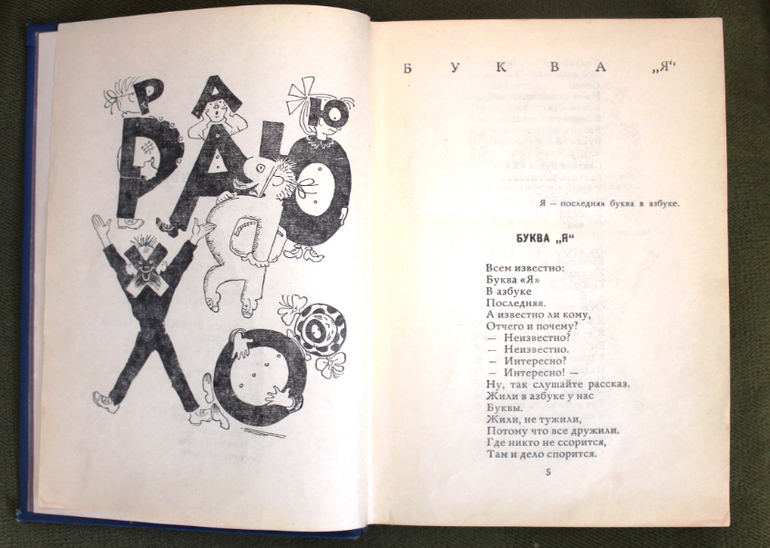 Р А Ю
Р А Ю
Я
Х О
БУКВА „Я“
Я — последняя буква в азбуке.
БУКВА „Я“
Всем известно:
Буква «Я»
В азбуке
Последняя.
А известно ли кому,
Отчего и почему?
— Неизвестно?
— Неизвестно.
— Интересно?
— Интересно! —
Ну, так слушайте рассказ.
Жили в азбуке у нас
Буквы.
Жили, не тужили,
Потому что все дружили.
Где никто не ссорится,
Там и дело спорится.
5